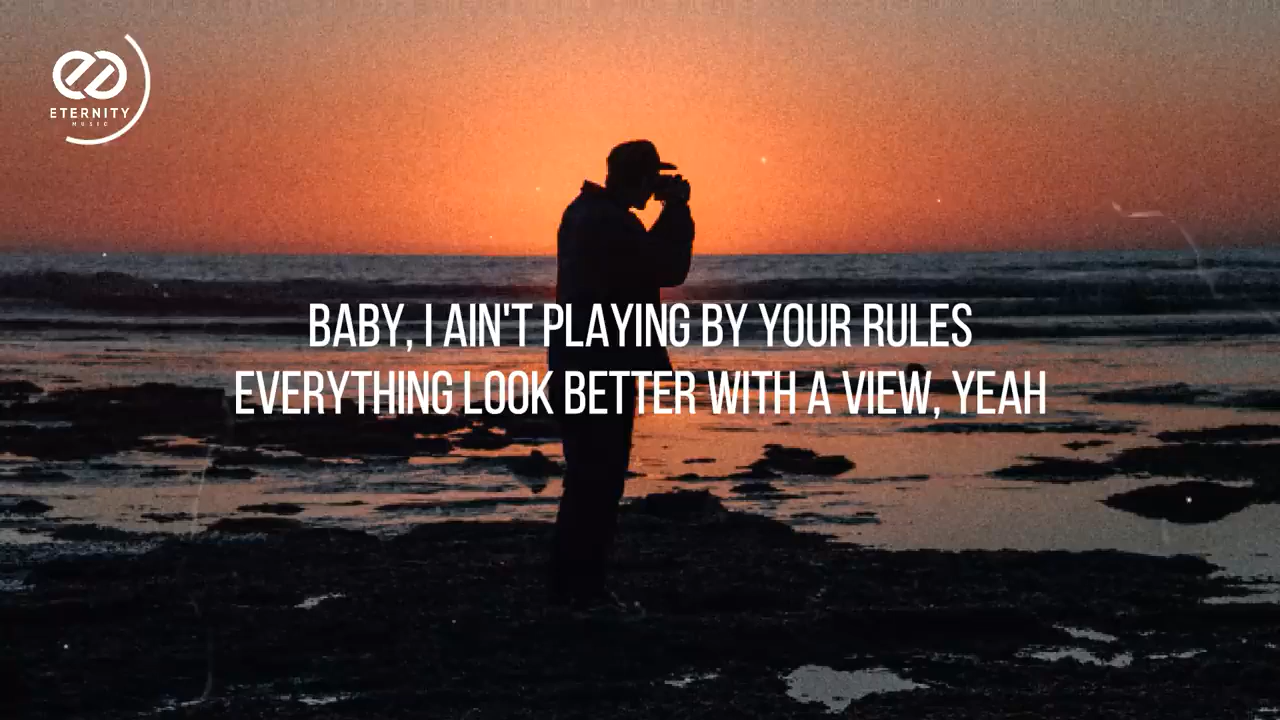 ETERNITY
MUSIC
BABY, I AIN'T PLAYING BY YOUR RULES
EVERYTHING LOOK BETTER WITH A VIEW, YEAH